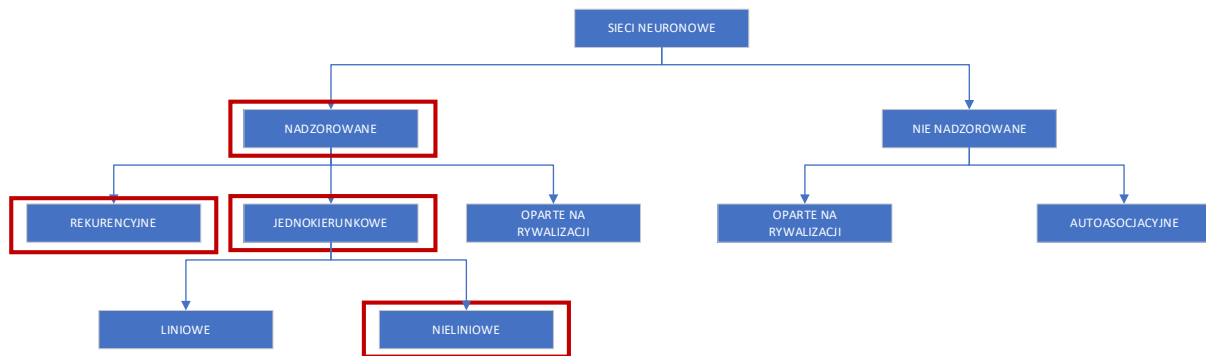 SIECI NEURONOWE
NADZOROWANE
NIE NADZOROWANE
REKURENCYJNE
JEDNOKIERUNKOWE
OPARTE NA
RYWALIZACJI
OPARTE NA
RYWALIZACJI
AUTOASOCJACYJNE
LINIOWE
NIELINIOWE